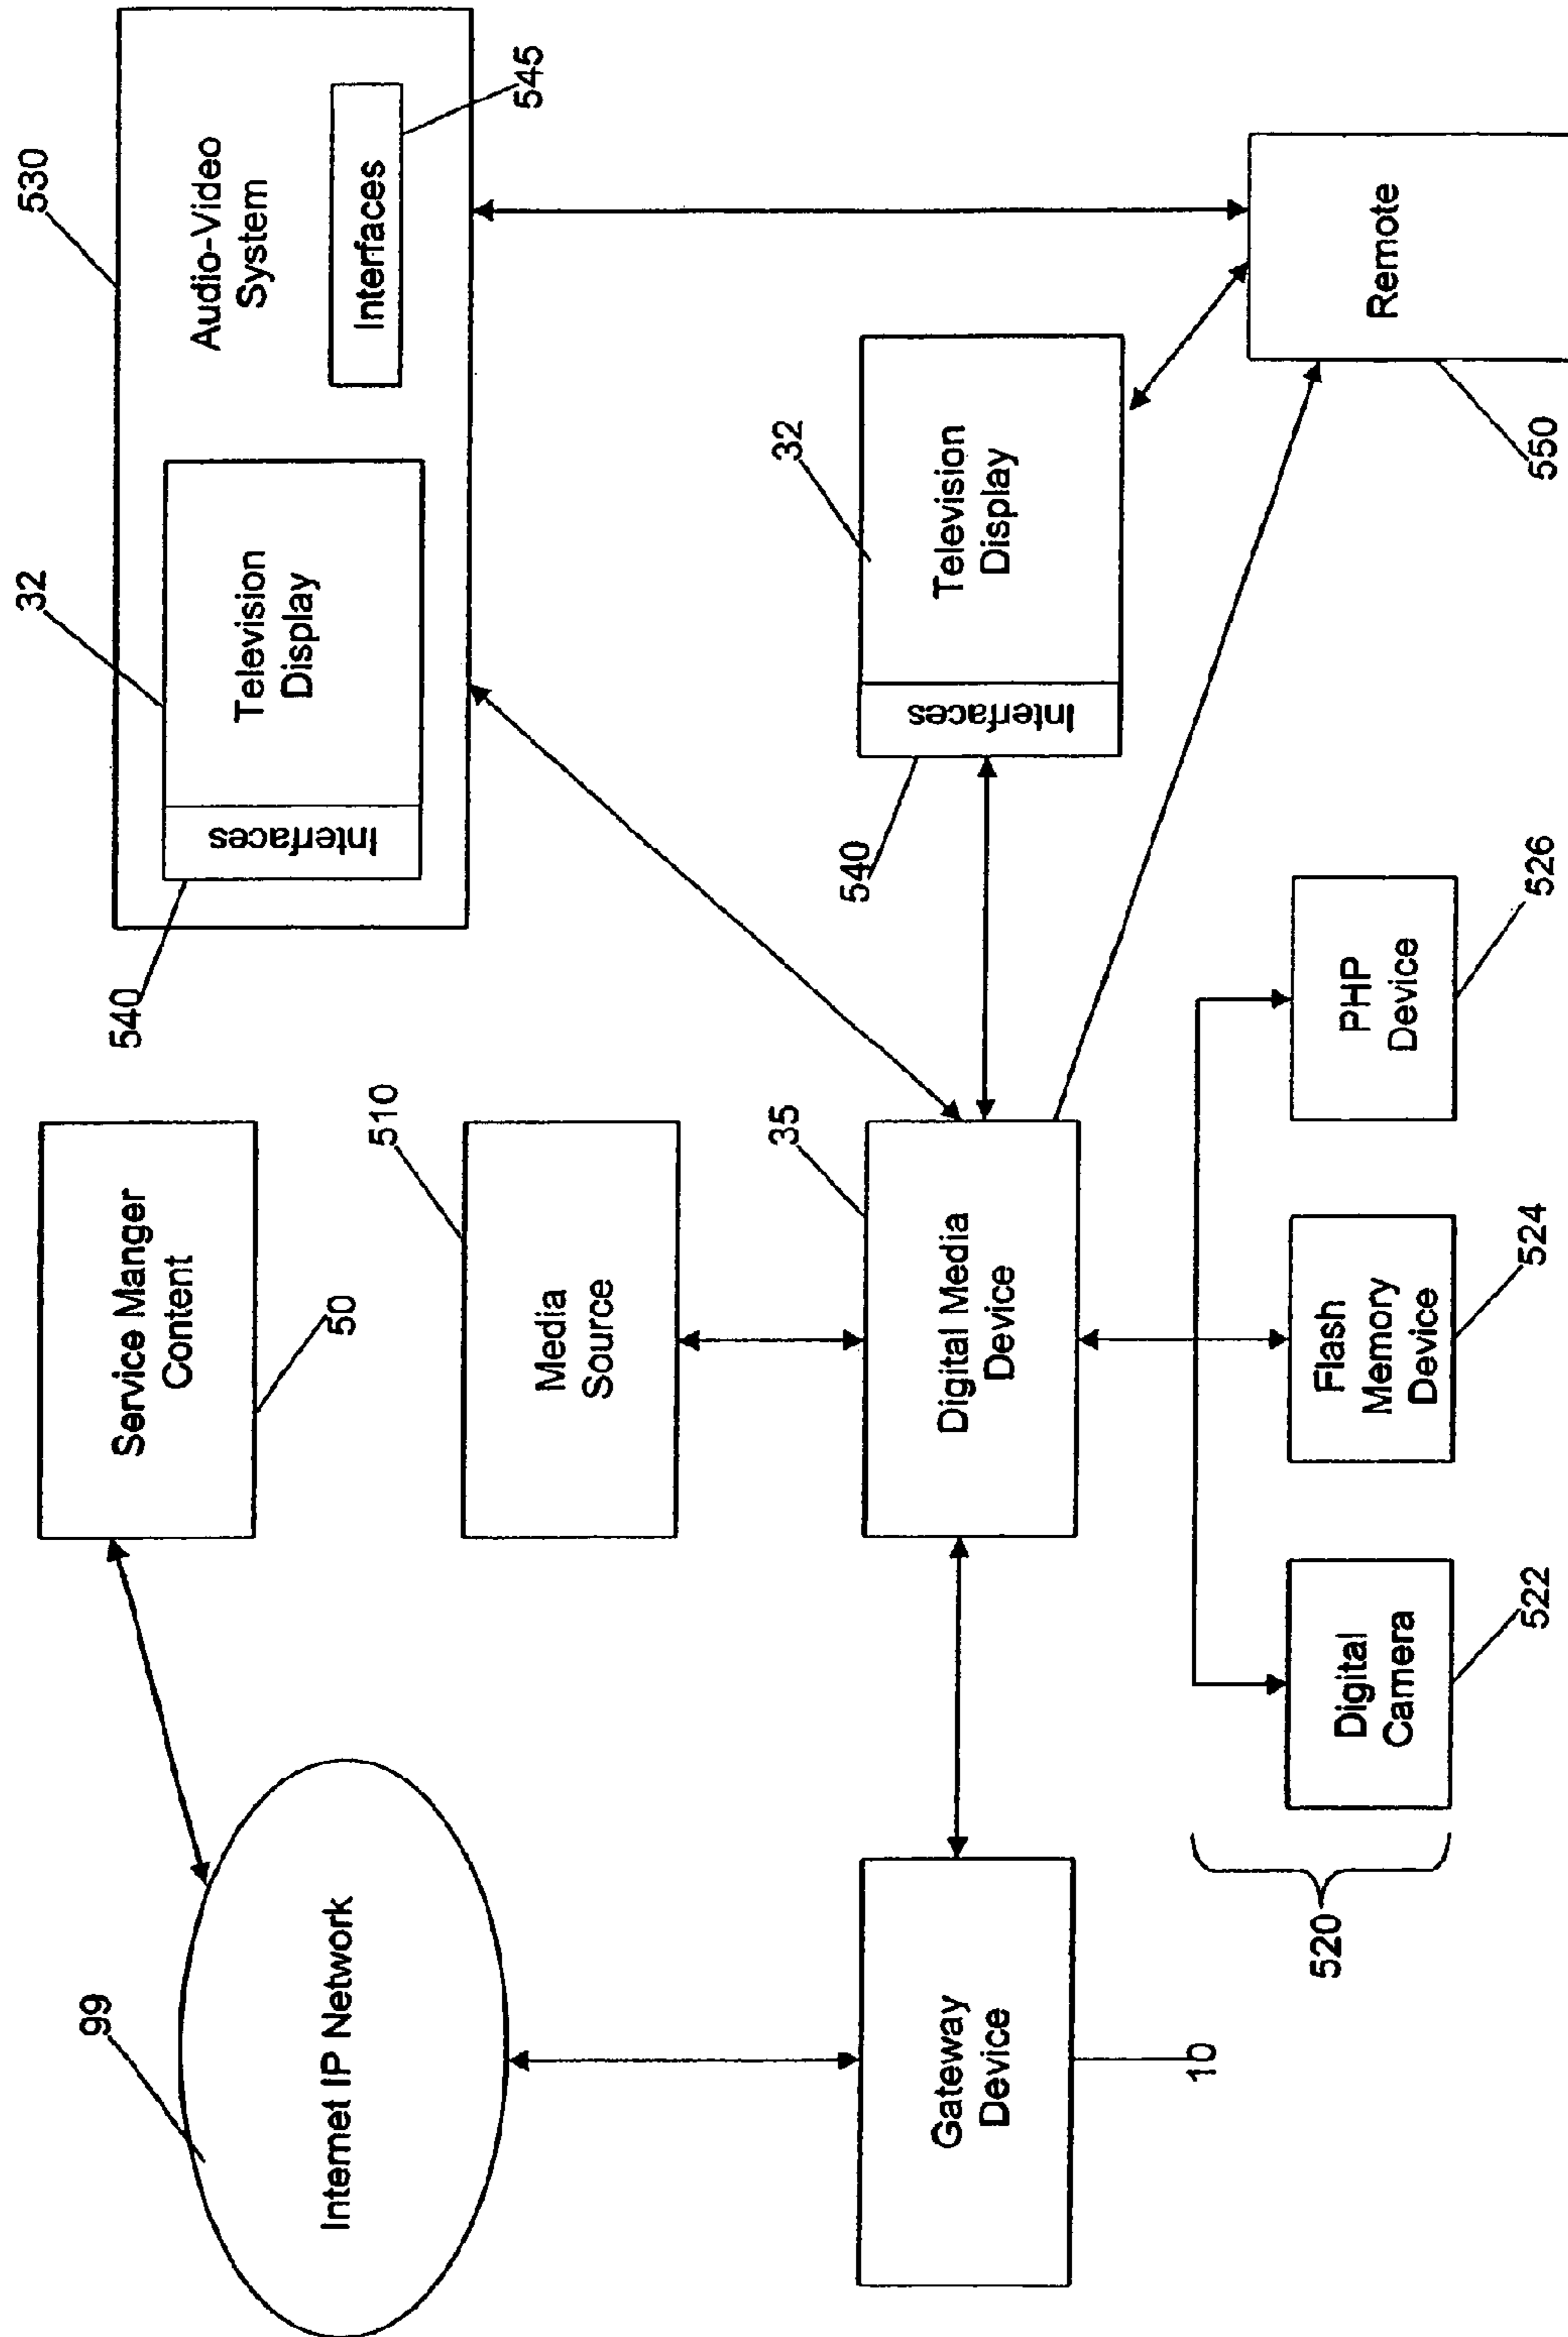 99
Internet IP Network
Service Manger
Content
50
530
Audio-Video
System
32
Television
Display
Interfaces
540
Interfaces
545
510
Media
Source
Gateway
Device
10
35
Digital Media
Device
32
Television
Display
Interfaces
540
520
Digital
Camera
522
Flash
Memory
Device
524
PHP
Device
526
Remote
550